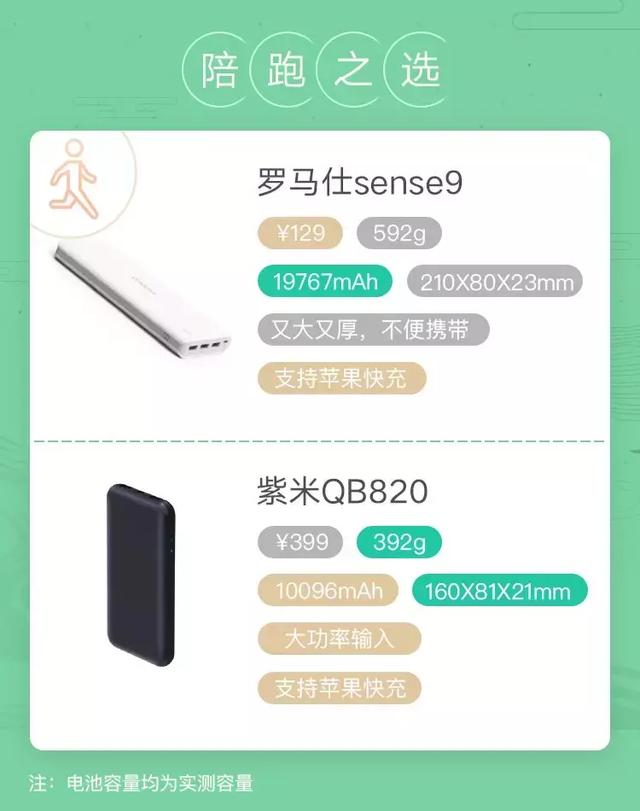 陪跑之选
罗马仕sense9
¥129 592g
19767mAh 210X80X23mm
又大又厚，不便携带
支持苹果快充
紫米QB820
¥399 392g
10096mAh 160X81X21mm
大功率输入
支持苹果快充
注：电池容量均为实测容量